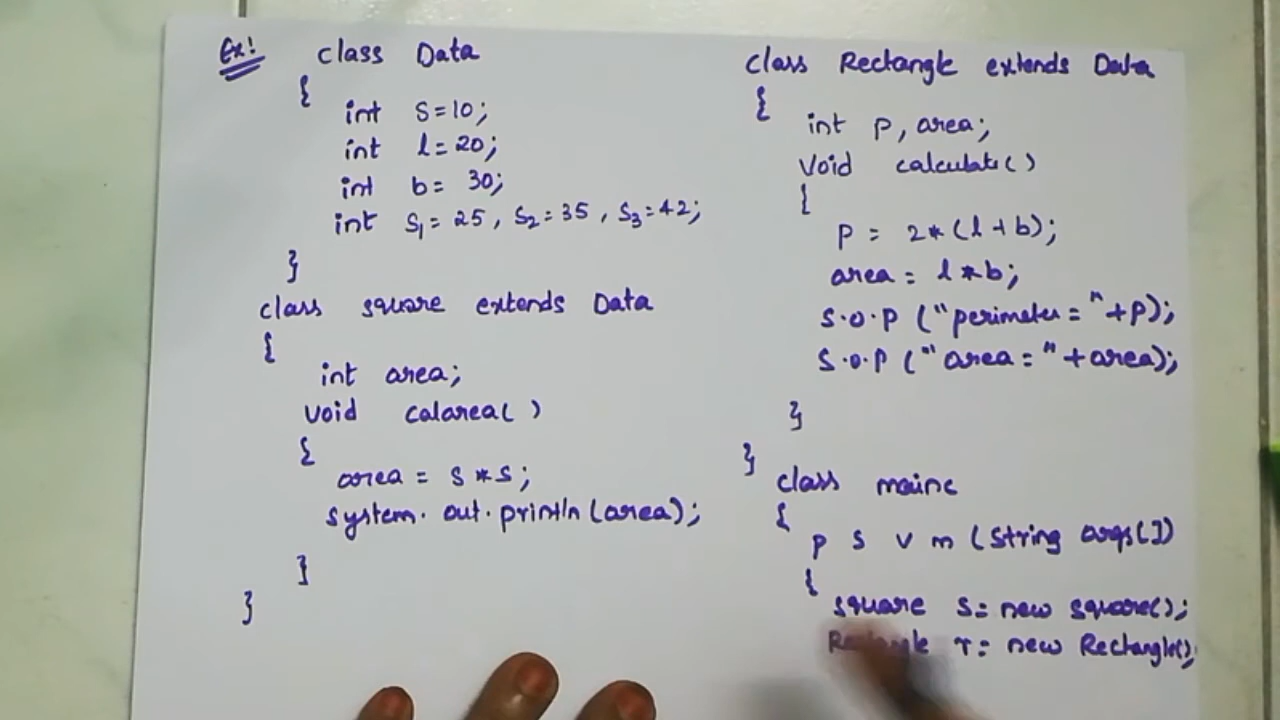 Ex!
class Data
{
int s=10;
int l=20;
int b= 30;
int S1=25, S2=35, S3=42;
}
class square extends Data
{
int area;
void calarea( )
{
area = s*s;
system.out.println(area);
}
}
class Rectangle extends Data
{
int p, area;
void calculate( )
{
p = 2*(l+b);
area = l*b;
s.o.p ("perimeter="+p);
s.o.p ("area="+area);
}
}
class mainc
{
p s v m (String args[])
{
square s= new square();
Rectangle r= new Rectangle();